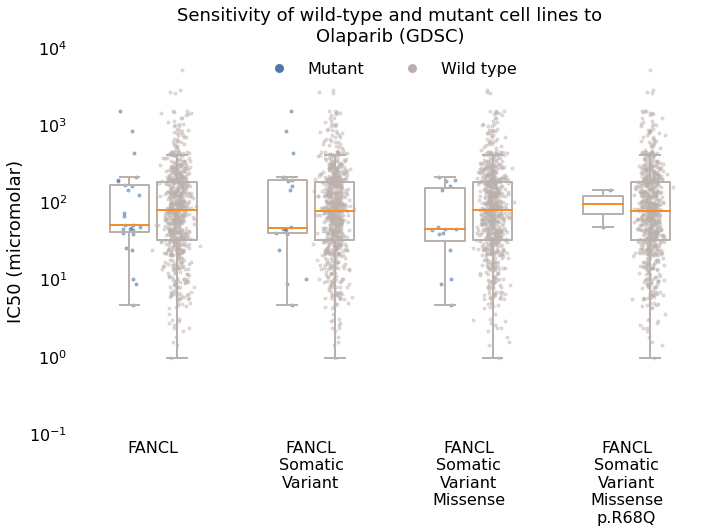 Sensitivity of wild-type and mutant cell lines to
Olaparib (GDSC)
Mutant
Wild type
IC50 (micromolar)
10⁴
10³
10²
10¹
10⁰
10⁻¹
FANCL
FANCL
Somatic
Variant
FANCL
Somatic
Variant
Missense
FANCL
Somatic
Variant
Missense
p.R68Q